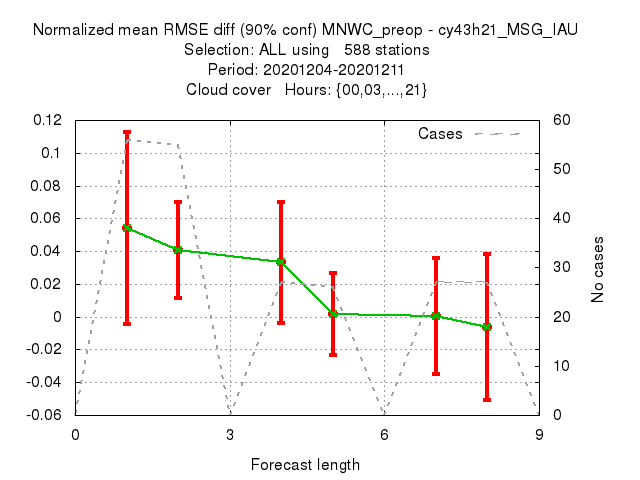 Normalized mean RMSE diff (90% conf) MNWC_preop - cy43h21_MSG_IAU
Selection: ALL using 588 stations
Period: 20201204-20201211
Cloud cover Hours: {00,03,...,21}
0.12
0.1
0.08
0.06
0.04
0.02
0
-0.02
-0.04
-0.06
Cases
60
50
40
30
20
10
0
No cases
0 3 6 9
Forecast length